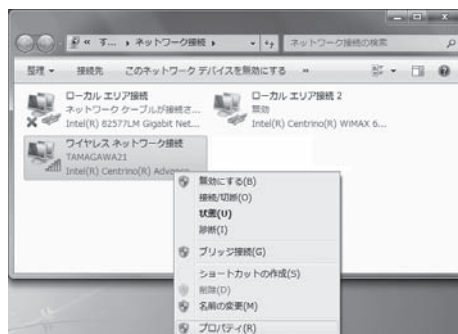 « す... ▸ ネットワーク接続 ▸
ネットワーク接続の検索
整理 ▾ 接続先 このネットワーク デバイスを無効にする »
ローカル エリア接続
ネットワーク ケーブルが接続さ...
Intel(R) 82577LM Gigabit Net...
ローカル エリア接続 2
無効
Intel(R) Centrino(R) WiMAX 6...
ワイヤレス ネットワーク接続
TAMAGAWA21
Intel(R) Centrino(R) Advance
無効にする(B)
接続/切断(O)
状態(U)
診断(I)
ブリッジ接続(G)
ショートカットの作成(S)
削除(D)
名前の変更(M)
プロパティ(R)